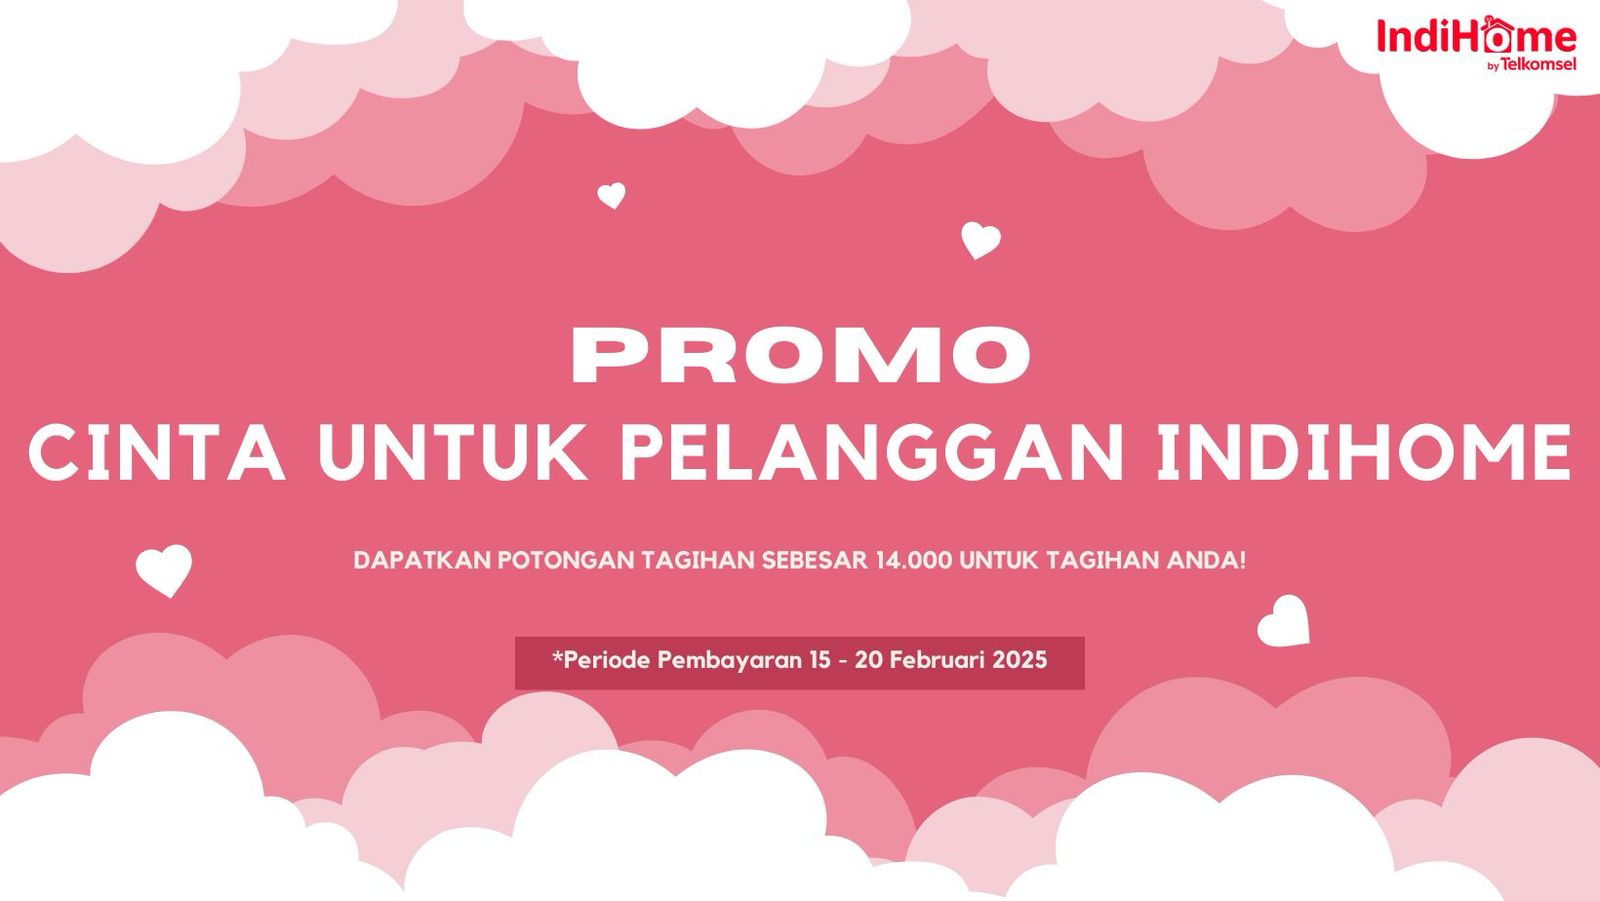 IndiHome
by Telkomsel
PROMO
CINTA UNTUK PELANGGAN INDIHOME
DAPATKAN POTONGAN TAGIHAN SEBESAR 14.000 UNTUK TAGIHAN ANDA!
*Periode Pembayaran 15 - 20 Februari 2025